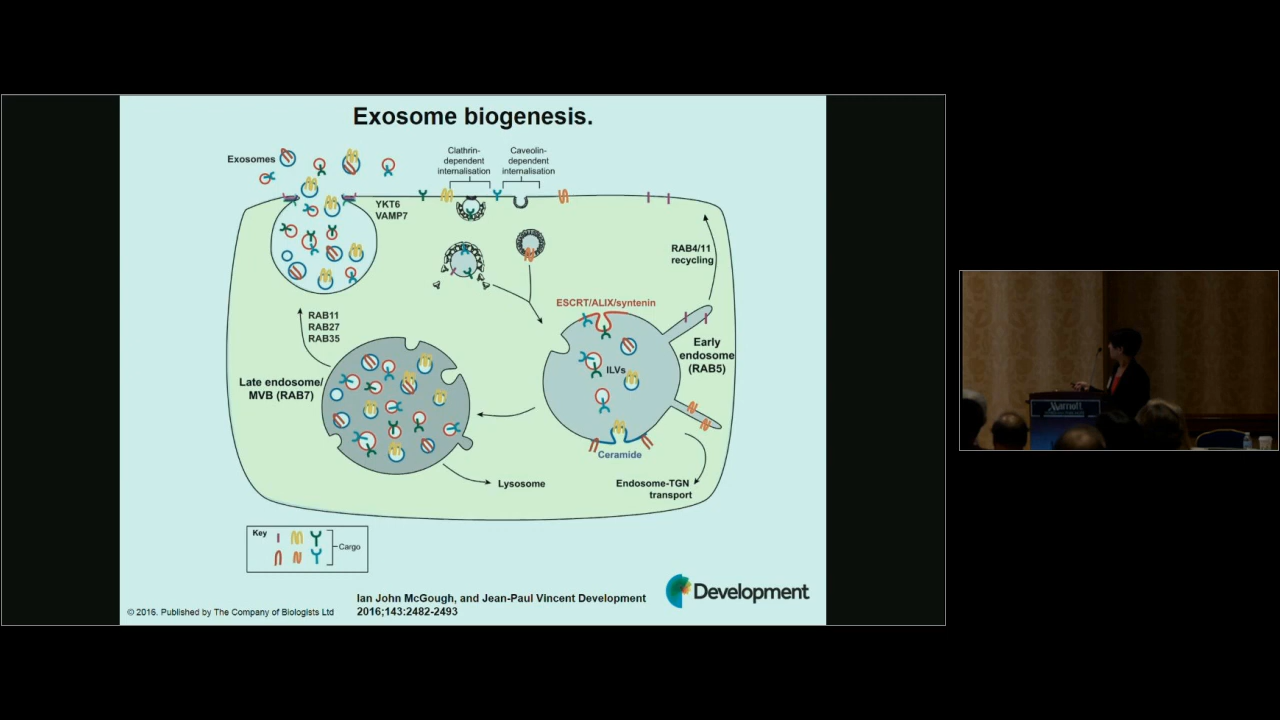 Exosome biogenesis.
Exosomes
Clathrin-
dependent
internalisation
Caveolin-
dependent
internalisation
YKT6
VAMP7
RAB4/11
recycling
RAB11
RAB27
RAB35
ESCRT/ALIX/syntenin
Early
endosome
(RAB5)
ILVs
Late endosome/
MVB (RAB7)
Ceramide
Lysosome
Endosome-TGN
transport
Key
Cargo
Ian John McGough, and Jean-Paul Vincent Development
2016;143:2482-2493
© 2016. Published by The Company of Biologists Ltd
Development
Marriott